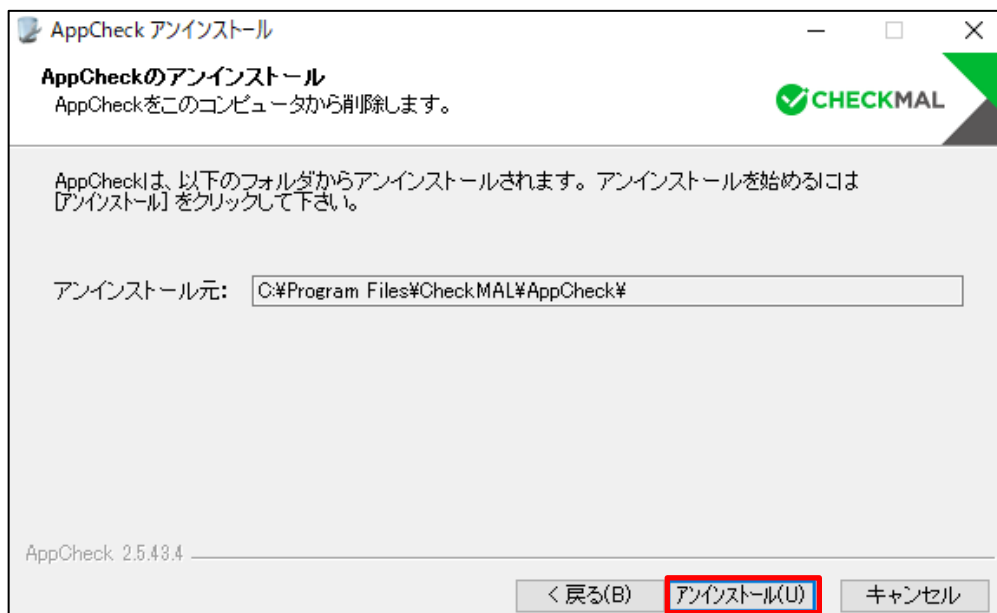 AppCheck アンインストール
AppCheckのアンインストール
AppCheckをこのコンピュータから削除します。
CHECKMAL
AppCheckは、以下のフォルダからアンインストールされます。アンインストールを始めるには
[アンインストール] をクリックして下さい。
アンインストール元: C:¥Program Files¥CheckMAL¥AppCheck¥
AppCheck 2.5.43.4
< 戻る(B) アンインストール(U) キャンセル